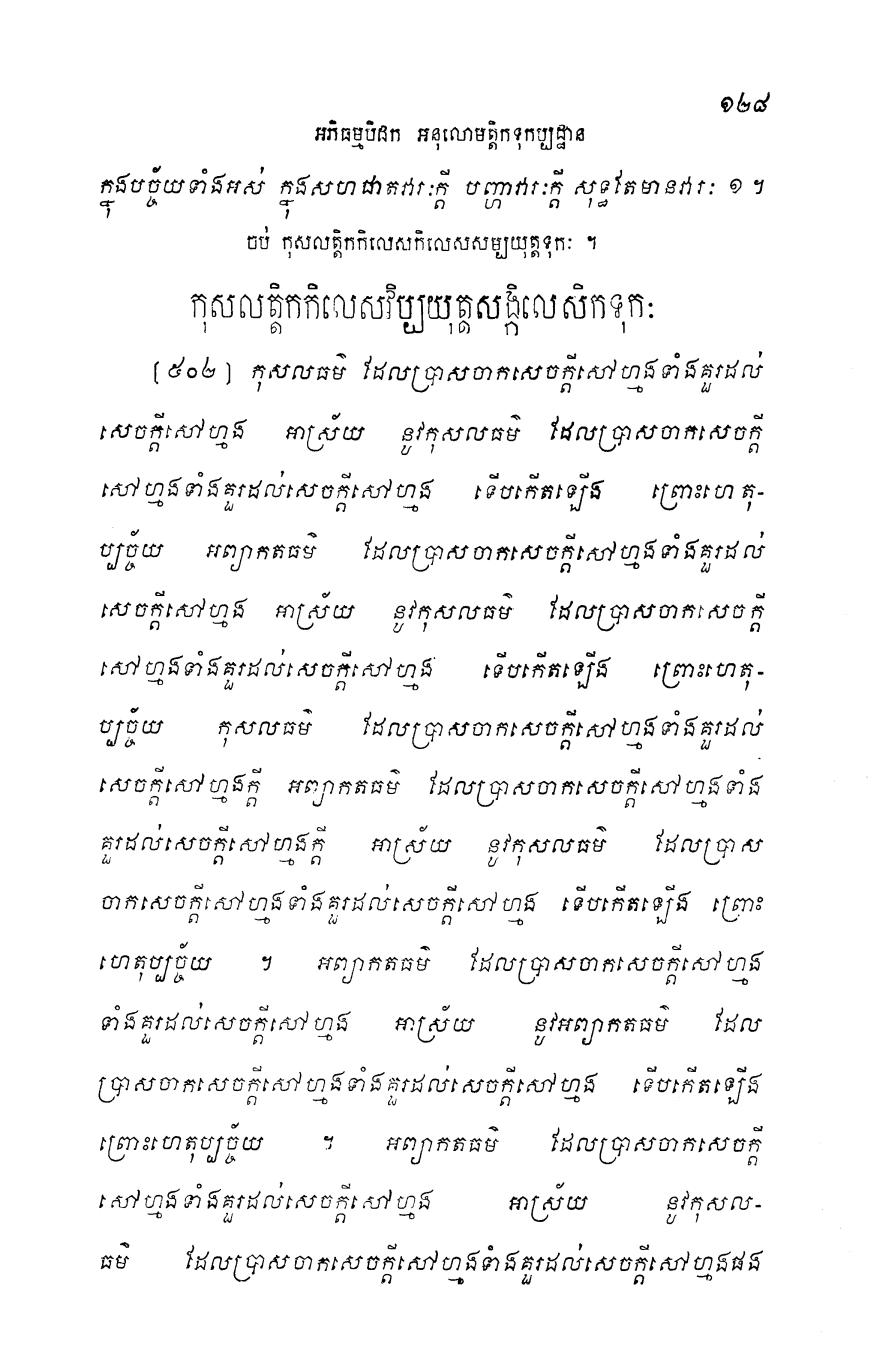 ១២៨
អភិធម្មបិដក អនុលោមត្តិកទុកប្បដ្ឋាន
ក្នុងបច្ច័យទាំងអស់ ក្នុងសហជាតវារៈក្តី បញ្ហាវារៈក្តី សុទ្ធតែមានវារៈ ១ ។
ចប់ កុសលត្តិកកិលេសកិលេសសម្បយុត្តទុកៈ ។
កុសលត្តិកកិលេសវិប្បយុត្តសង្កិលេសិកទុកៈ
[៥០២] កុសលធម៌ ដែលប្រាសចាកសេចក្តីសៅហ្មងទាំងគួរដល់
សេចក្តីសៅហ្មង អាស្រ័យ នូវកុសលធម៌ ដែលប្រាសចាកសេចក្តី
សៅហ្មងទាំងគួរដល់សេចក្តីសៅហ្មង ទើបកើតឡើង ព្រោះហេតុ-
ប្បច្ច័យ អព្យាកតធម៌ ដែលប្រាសចាកសេចក្តីសៅហ្មងទាំងគួរដល់
សេចក្តីសៅហ្មង អាស្រ័យ នូវកុសលធម៌ ដែលប្រាសចាកសេចក្តី
សៅហ្មងទាំងគួរដល់សេចក្តីសៅហ្មង ទើបកើតឡើង ព្រោះហេតុ-
ប្បច្ច័យ កុសលធម៌ ដែលប្រាសចាកសេចក្តីសៅហ្មងទាំងគួរដល់
សេចក្តីសៅហ្មងក្តី អព្យាកតធម៌ ដែលប្រាសចាកសេចក្តីសៅហ្មងទាំង
គួរដល់សេចក្តីសៅហ្មងក្តី អាស្រ័យ នូវកុសលធម៌ ដែលប្រាស
ចាកសេចក្តីសៅហ្មងទាំងគួរដល់សេចក្តីសៅហ្មង ទើបកើតឡើង ព្រោះ
ហេតុប្បច្ច័យ ។ អព្យាកតធម៌ ដែលប្រាសចាកសេចក្តីសៅហ្មង
ទាំងគួរដល់សេចក្តីសៅហ្មង អាស្រ័យ នូវអព្យាកតធម៌ ដែល
ប្រាសចាកសេចក្តីសៅហ្មងទាំងគួរដល់សេចក្តីសៅហ្មង ទើបកើតឡើង
ព្រោះហេតុប្បច្ច័យ ។ អព្យាកតធម៌ ដែលប្រាសចាកសេចក្តី
សៅហ្មងទាំងគួរដល់សេចក្តីសៅហ្មង អាស្រ័យ នូវកុសល-
ធម៌ ដែលប្រាសចាកសេចក្តីសៅហ្មងទាំងគួរដល់សេចក្តីសៅហ្មងផង